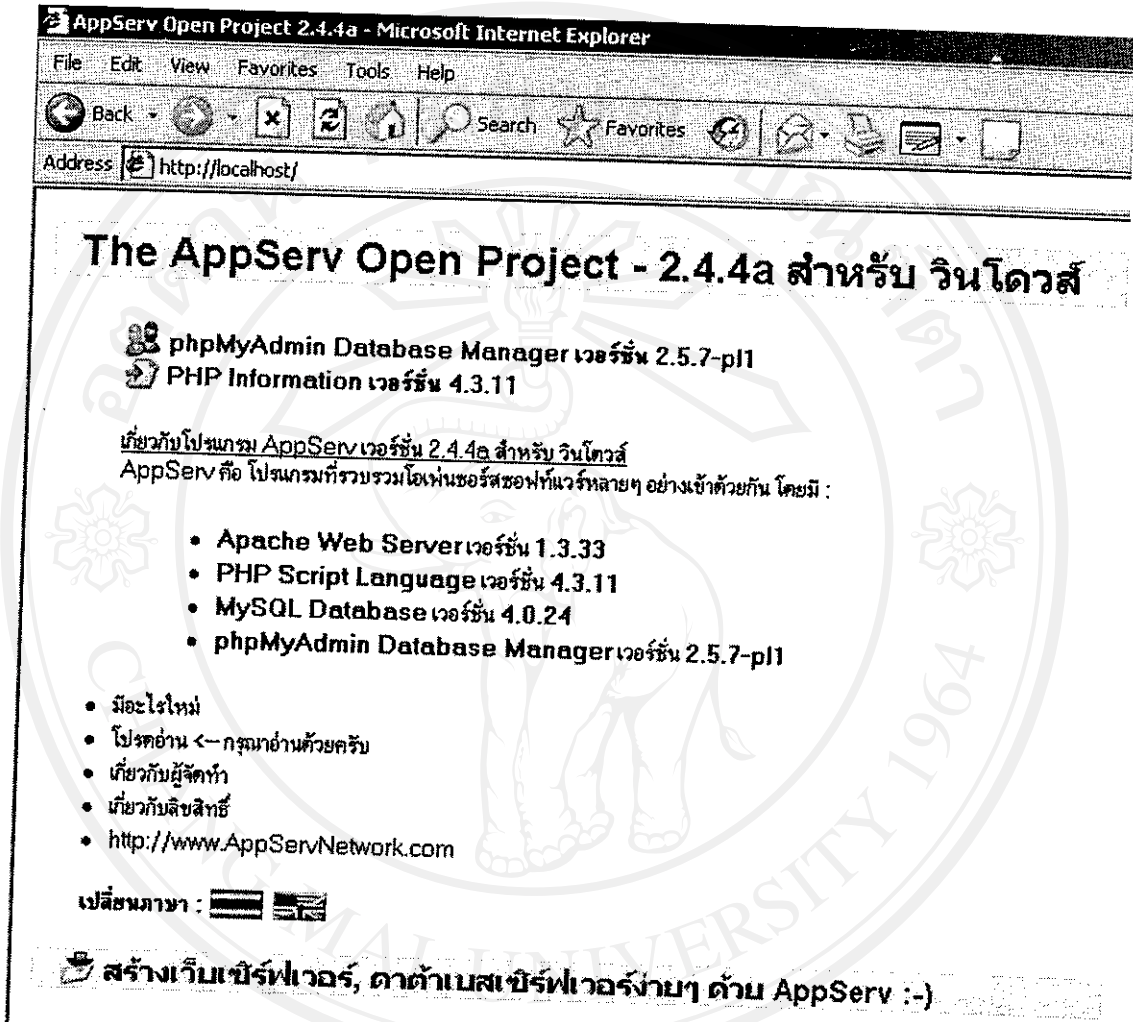 AppServ Open Project 2.4.4a - Microsoft Internet Explorer
File Edit View Favorites Tools Help
Back Search Favorites
Address http://localhost/
The AppServ Open Project - 2.4.4a สำหรับ วินโดวส์
phpMyAdmin Database Manager เวอร์ชั่น 2.5.7-pl1
PHP Information เวอร์ชั่น 4.3.11
เกี่ยวกับโปรแกรม AppServ เวอร์ชั่น 2.4.4a สำหรับ วินโดวส์
AppServ คือ โปรแกรมที่รวบรวมโอเพ่นซอร์สซอฟท์แวร์หลายๆ อย่างเข้าด้วยกัน โดยมี :
• Apache Web Server เวอร์ชั่น 1.3.33
• PHP Script Language เวอร์ชั่น 4.3.11
• MySQL Database เวอร์ชั่น 4.0.24
• phpMyAdmin Database Manager เวอร์ชั่น 2.5.7-pl1
• มีอะไรใหม่
• โปรดอ่าน <-- กรุณาอ่านด้วยครับ
• เกี่ยวกับผู้จัดทำ
• เกี่ยวกับลิขสิทธิ์
• http://www.AppServNetwork.com
เปลี่ยนภาษา :
สร้างเว็บเซิร์ฟเวอร์, ดาต้าเบสเซิร์ฟเวอร์ง่ายๆ ด้วย AppServ :-)